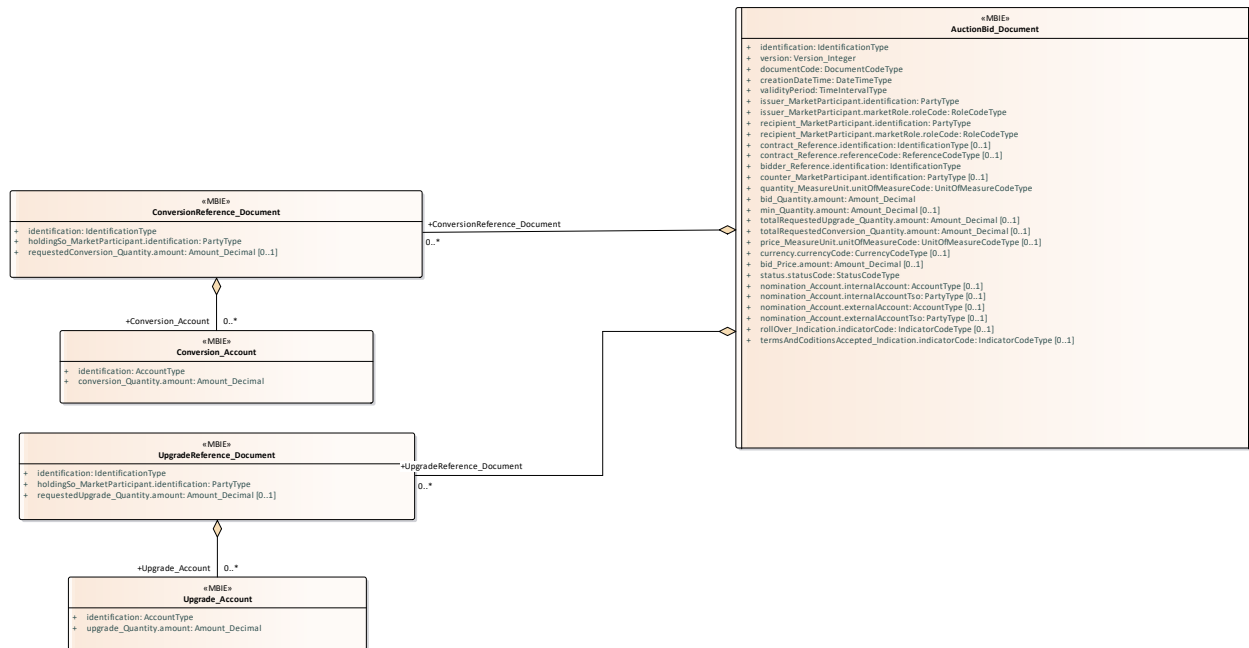 «MBIE»
AuctionBid_Document
+ identification: IdentificationType
+ version: Version_Integer
+ documentCode: DocumentCodeType
+ creationDateTime: DateTimeType
+ validityPeriod: TimeIntervalType
+ issuer_MarketParticipant.identification: PartyType
+ issuer_MarketParticipant.marketRole.roleCode: RoleCodeType
+ recipient_MarketParticipant.identification: PartyType
+ recipient_MarketParticipant.marketRole.roleCode: RoleCodeType
+ contract_Reference.identification: IdentificationType [0..1]
+ contract_Reference.referenceCode: ReferenceCodeType [0..1]
+ bidder_Reference.identification: IdentificationType
+ counter_MarketParticipant.identification: PartyType [0..1]
+ quantity_MeasureUnit.unitOfMeasureCode: UnitOfMeasureCodeType
+ bid_Quantity.amount: Amount_Decimal
+ min_Quantity.amount: Amount_Decimal [0..1]
+ totalRequestedUpgrade_Quantity.amount: Amount_Decimal [0..1]
+ totalRequestedConversion_Quantity.amount: Amount_Decimal [0..1]
+ price_MeasureUnit.unitOfMeasureCode: UnitOfMeasureCodeType [0..1]
+ currency.currencyCode: CurrencyCodeType [0..1]
+ bid_Price.amount: Amount_Decimal [0..1]
+ status.statusCode: StatusCodeType
+ nomination_Account.internalAccount: AccountType [0..1]
+ nomination_Account.internalAccountTso: PartyType [0..1]
+ nomination_Account.externalAccount: AccountType [0..1]
+ nomination_Account.externalAccountTso: PartyType [0..1]
+ rollOver_Indication.indicatorCode: IndicatorCodeType [0..1]
+ termsAndCoditionsAccepted_Indication.indicatorCode: IndicatorCodeType [0..1]
«MBIE»
ConversionReference_Document
+ identification: IdentificationType
+ holdingSo_MarketParticipant.identification: PartyType
+ requestedConversion_Quantity.amount: Amount_Decimal [0..1]
+ConversionReference_Document
0..*
+Conversion_Account 0..*
«MBIE»
Conversion_Account
+ identification: AccountType
+ conversion_Quantity.amount: Amount_Decimal
«MBIE»
UpgradeReference_Document
+ identification: IdentificationType
+ holdingSo_MarketParticipant.identification: PartyType
+ requestedUpgrade_Quantity.amount: Amount_Decimal [0..1]
+UpgradeReference_Document
0..*
+Upgrade_Account 0..*
«MBIE»
Upgrade_Account
+ identification: AccountType
+ upgrade_Quantity.amount: Amount_Decimal